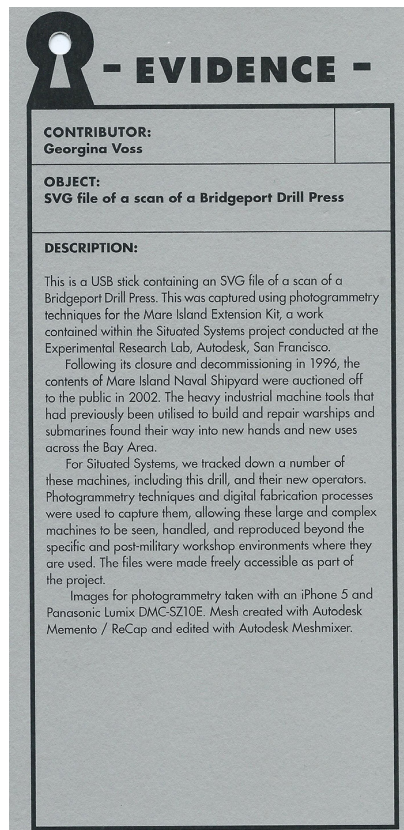 - EVIDENCE -
CONTRIBUTOR:
Georgina Voss
OBJECT:
SVG file of a scan of a Bridgeport Drill Press
DESCRIPTION:
This is a USB stick containing an SVG file of a scan of a
Bridgeport Drill Press. This was captured using photogrammetry
techniques for the Mare Island Extension Kit, a work
contained within the Situated Systems project conducted at the
Experimental Research Lab, Autodesk, San Francisco.
Following its closure and decommissioning in 1996, the
contents of Mare Island Naval Shipyard were auctioned off
to the public in 2002. The heavy industrial machine tools that
had previously been utilised to build and repair warships and
submarines found their way into new hands and new uses
across the Bay Area.
For Situated Systems, we tracked down a number of
these machines, including this drill, and their new operators.
Photogrammetry techniques and digital fabrication processes
were used to capture them, allowing these large and complex
machines to be seen, handled, and reproduced beyond the
specific and post-military workshop environments where they
are used. The files were made freely accessible as part of
the project.
Images for photogrammetry taken with an iPhone 5 and
Panasonic Lumix DMC-SZ10E. Mesh created with Autodesk
Memento / ReCap and edited with Autodesk Meshmixer.